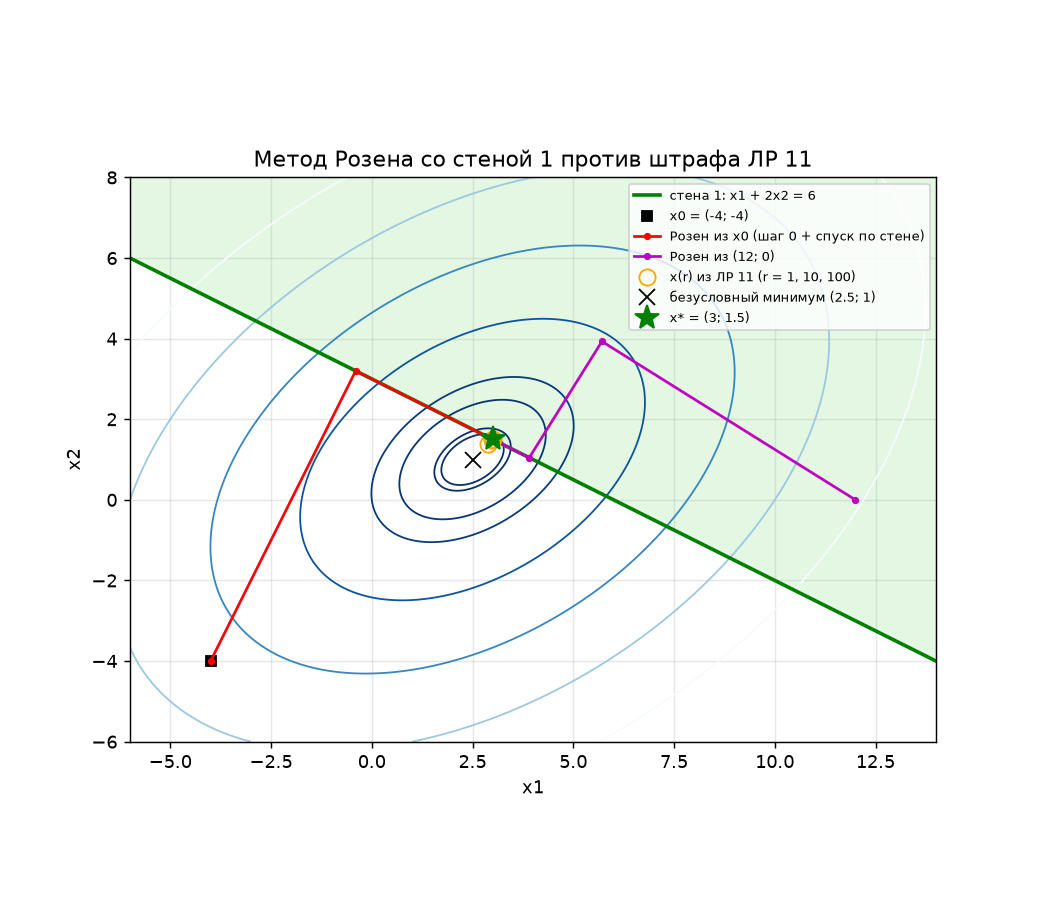 Метод Розена со стеной 1 против штрафа ЛР 11
стена 1: x1 + 2x2 = 6
x0 = (-4; -4)
Розен из x0 (шаг 0 + спуск по стене)
Розен из (12; 0)
x(r) из ЛР 11 (r = 1, 10, 100)
безусловный минимум (2.5; 1)
x* = (3; 1.5)
8
6
4
2
0
−2
−4
−6
x2
−5.0 −2.5 0.0 2.5 5.0 7.5 10.0 12.5
x1